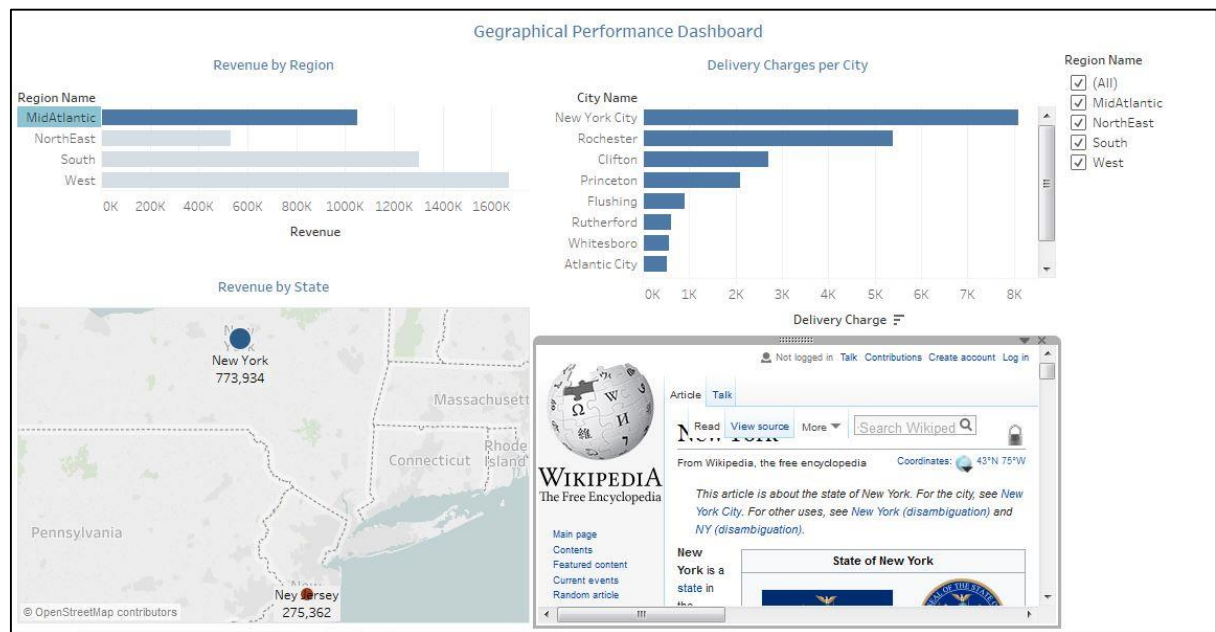 Gegraphical Performance Dashboard
Revenue by Region
Region Name
MidAtlantic
NorthEast
South
West
0K 200K 400K 600K 800K 1000K 1200K 1400K 1600K
Revenue
Delivery Charges per City
City Name
New York City
Rochester
Clifton
Princeton
Flushing
Rutherford
Whitesboro
Atlantic City
0K 1K 2K 3K 4K 5K 6K 7K 8K
Delivery Charge
Region Name
(All)
MidAtlantic
NorthEast
South
West
Revenue by State
New York
New York
773,934
Massachusett
Connecticut
Rhode
Island
Pennsylvania
New
Ney Jersey
275,362
© OpenStreetMap contributors
Not logged in Talk Contributions Create account Log in
Article Talk
Read View source More Search Wikiped
New York
From Wikipedia, the free encyclopedia
Coordinates: 43°N 75°W
WIKIPEDIA
The Free Encyclopedia
Main page
Contents
Featured content
Current events
Random article
This article is about the state of New York. For the city, see New
York City. For other uses, see New York (disambiguation) and
NY (disambiguation).
New
York is a
state in
the
State of New York